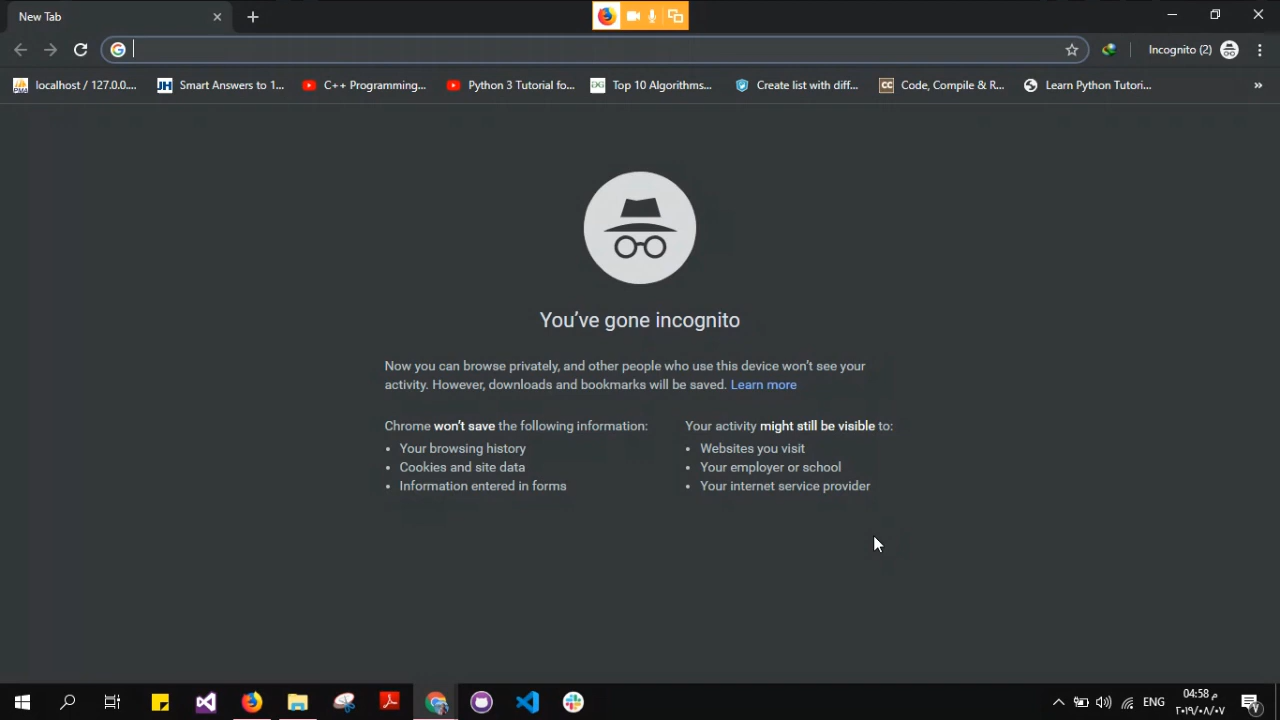 New Tab
Incognito (2)
localhost / 127.0.0....
JH
Smart Answers to 1...
C++ Programming...
Python 3 Tutorial fo...
DG
Top 10 Algorithms...
Create list with diff...
CC
Code, Compile & R...
Learn Python Tutori...
You've gone incognito
Now you can browse privately, and other people who use this device won't see your
activity. However, downloads and bookmarks will be saved. Learn more
Chrome won't save the following information:
• Your browsing history
• Cookies and site data
• Information entered in forms
Your activity might still be visible to:
• Websites you visit
• Your employer or school
• Your internet service provider
ENG
04:58 م
٢٠١٩/٠٨/٠٧
٧